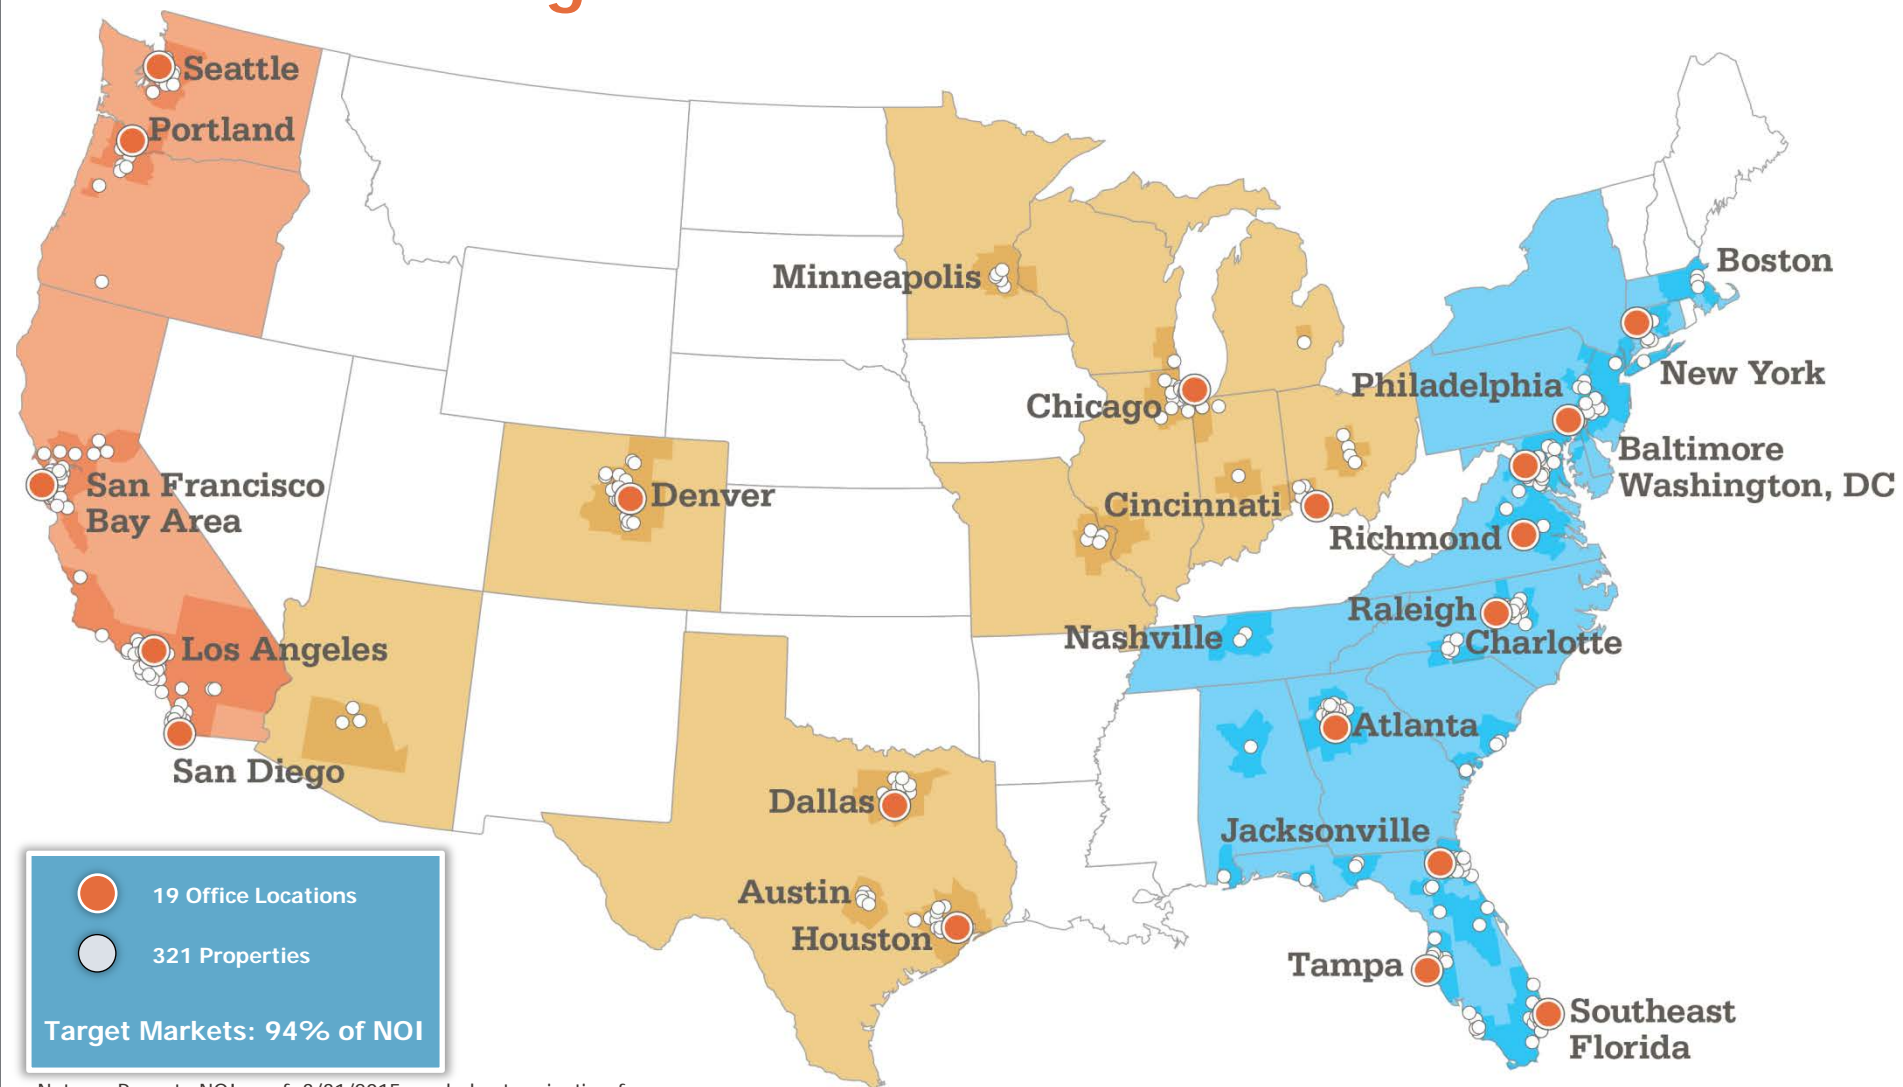 Seattle
Portland
Boston
Minneapolis
New York
Philadelphia
Chicago
Baltimore
Washington, DC
San Francisco
Bay Area
Denver
Cincinnati
Richmond
Raleigh
Nashville
Charlotte
Los Angeles
Atlanta
San Diego
Dallas
Jacksonville
Austin
Houston
Tampa
Southeast
Florida
19 Office Locations
321 Properties
Target Markets: 94% of NOI